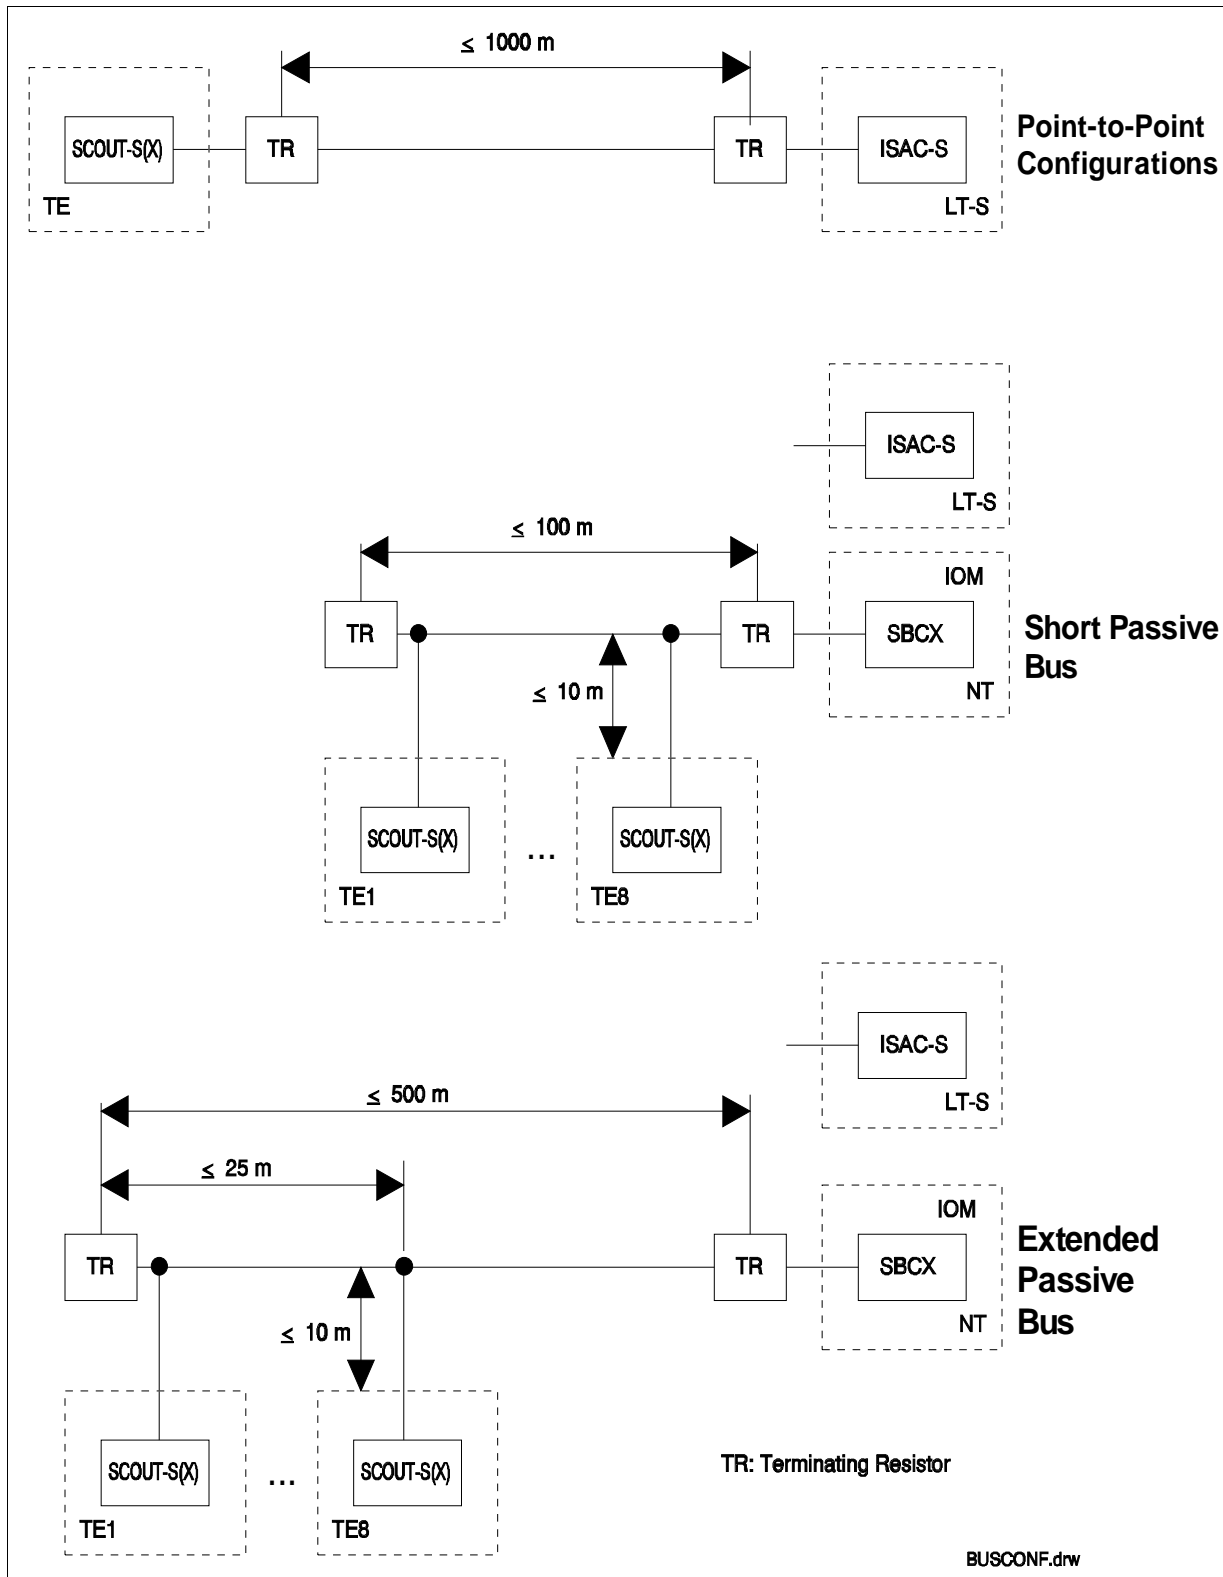 ≤ 1000 m
SCOUT-S(X)
TR
TR
ISAC-S
TE
LT-S
Point-to-Point
Configurations
ISAC-S
LT-S
≤ 100 m
IOM
TR
TR
SBCX
NT
Short Passive
Bus
≤ 10 m
SCOUT-S(X)
...
SCOUT-S(X)
TE1
TE8
ISAC-S
LT-S
≤ 500 m
≤ 25 m
IOM
TR
TR
SBCX
NT
Extended
Passive
Bus
≤ 10 m
SCOUT-S(X)
...
SCOUT-S(X)
TE1
TE8
TR: Terminating Resistor
BUSCONF.drw